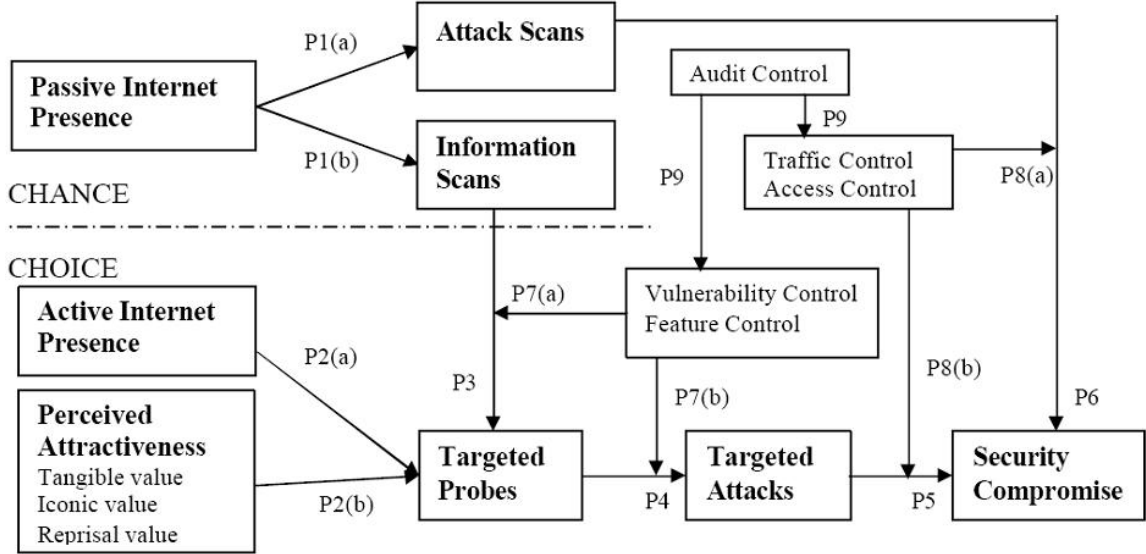 Attack Scans
P1(a)
Passive Internet
Presence
P1(b)
Information
Scans
Audit Control
P9
P9
Traffic Control
Access Control
P8(a)
CHANCE
CHOICE
Active Internet
Presence
P2(a)
Perceived
Attractiveness
Tangible value
Iconic value
Reprisal value
P2(b)
P3
P7(a)
Vulnerability Control
Feature Control
P7(b)
P8(b)
P6
Targeted
Probes
P4
Targeted
Attacks
P5
Security
Compromise